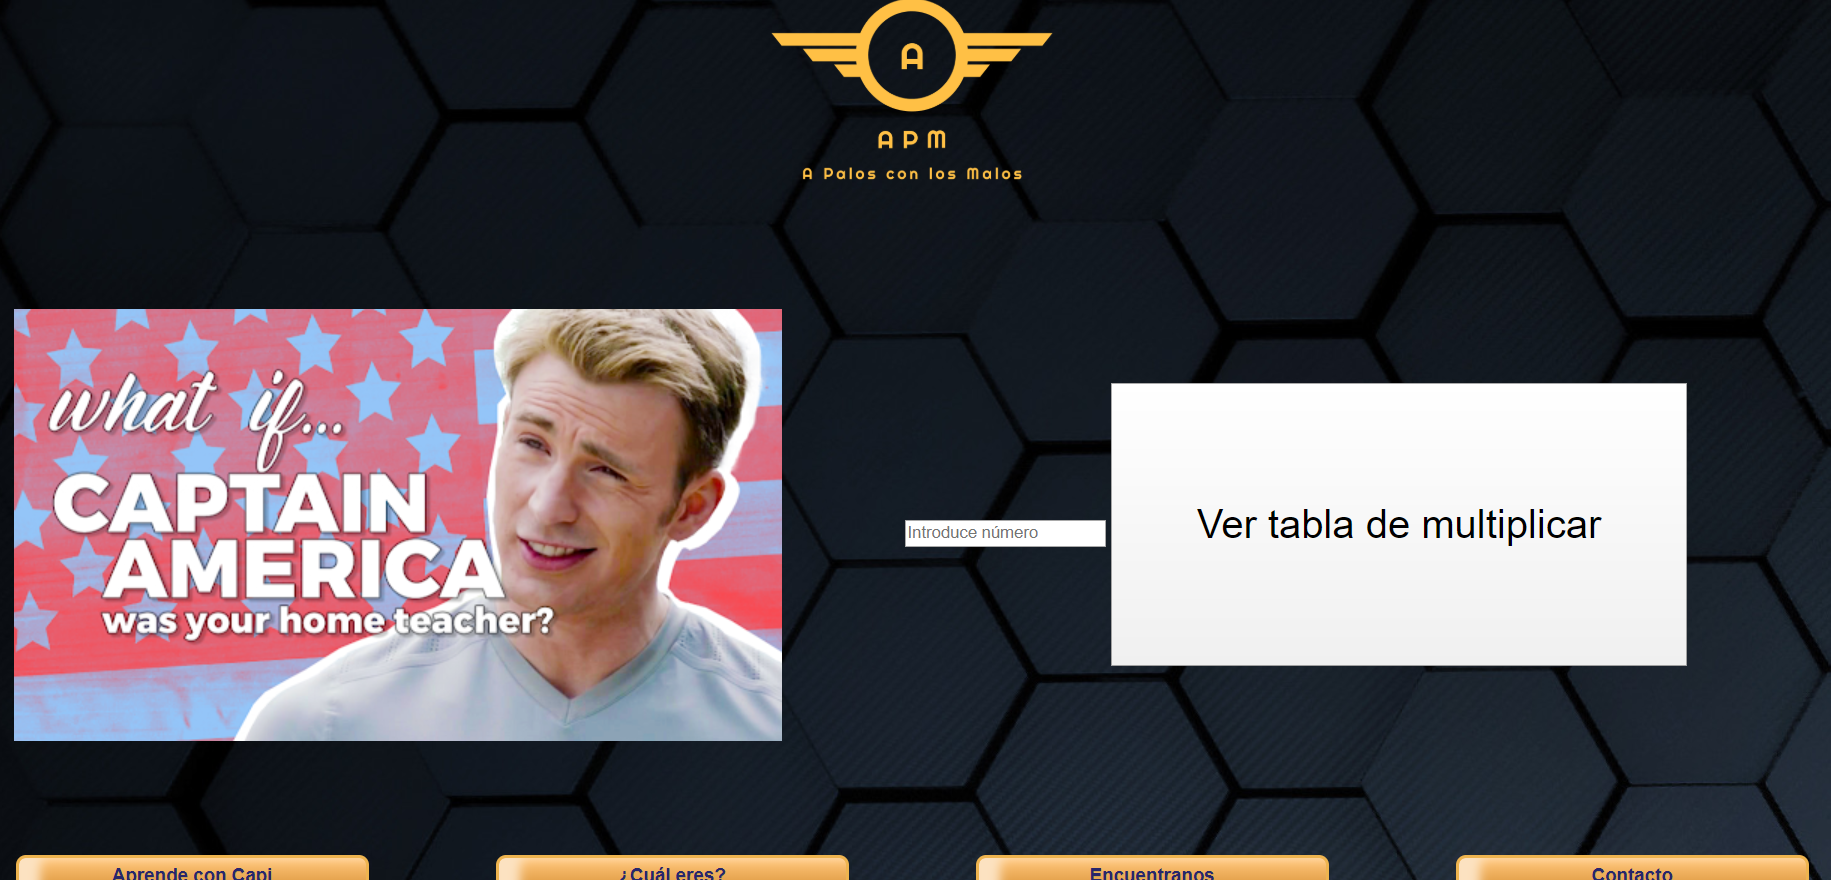 A
APM
A Palos con los Malos
what if...
CAPTAIN
AMERICA
was your home teacher?
Introduce número
Ver tabla de multiplicar
Aprende con Capi
¿Cuál eres?
Encuentranos
Contacto